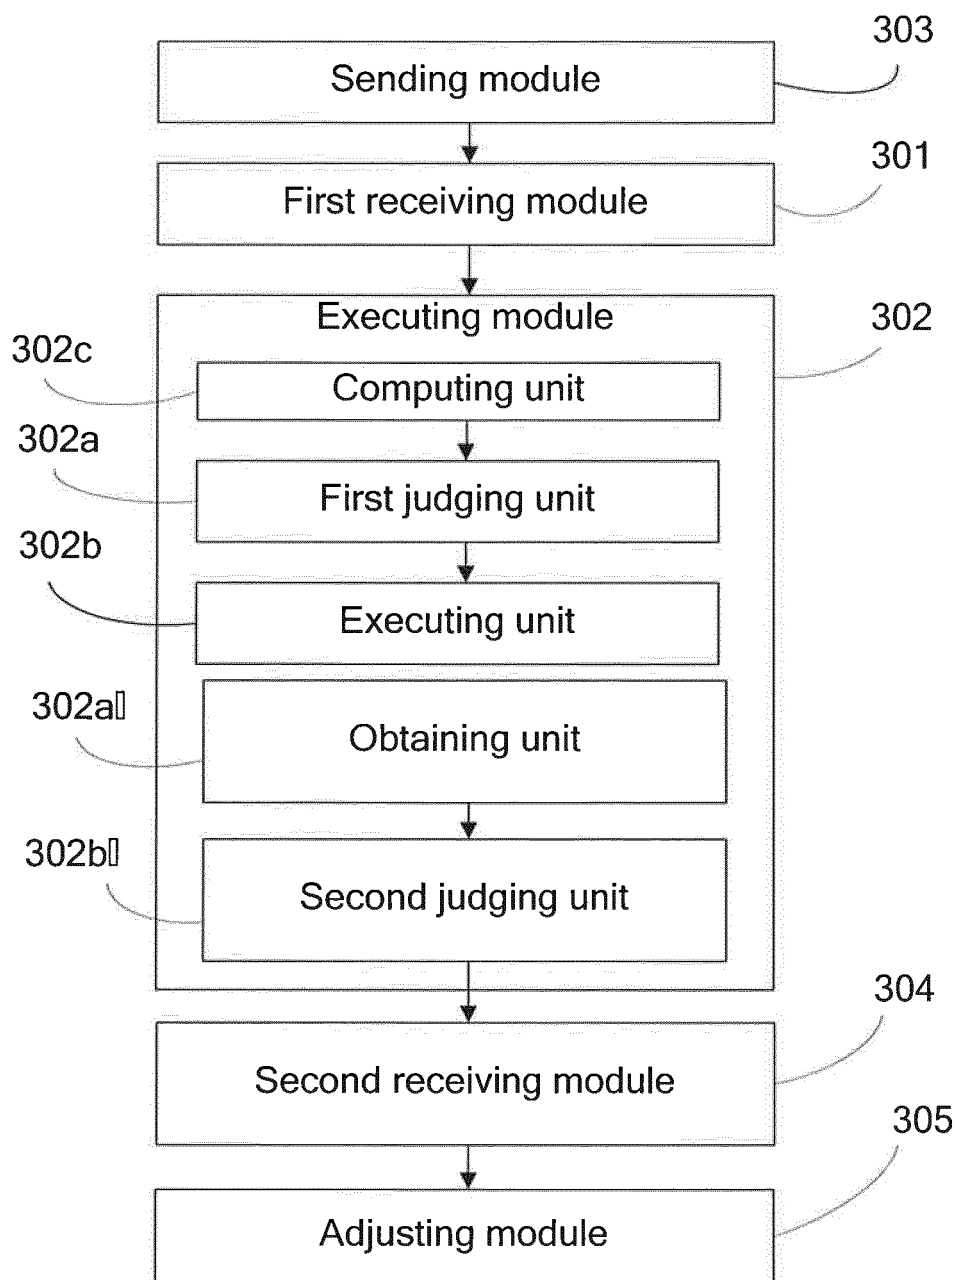 303
Sending module
301
First receiving module
302
Executing module
302c
Computing unit
302a
First judging unit
302b
Executing unit
302a▯
Obtaining unit
302b▯
Second judging unit
304
Second receiving module
305
Adjusting module